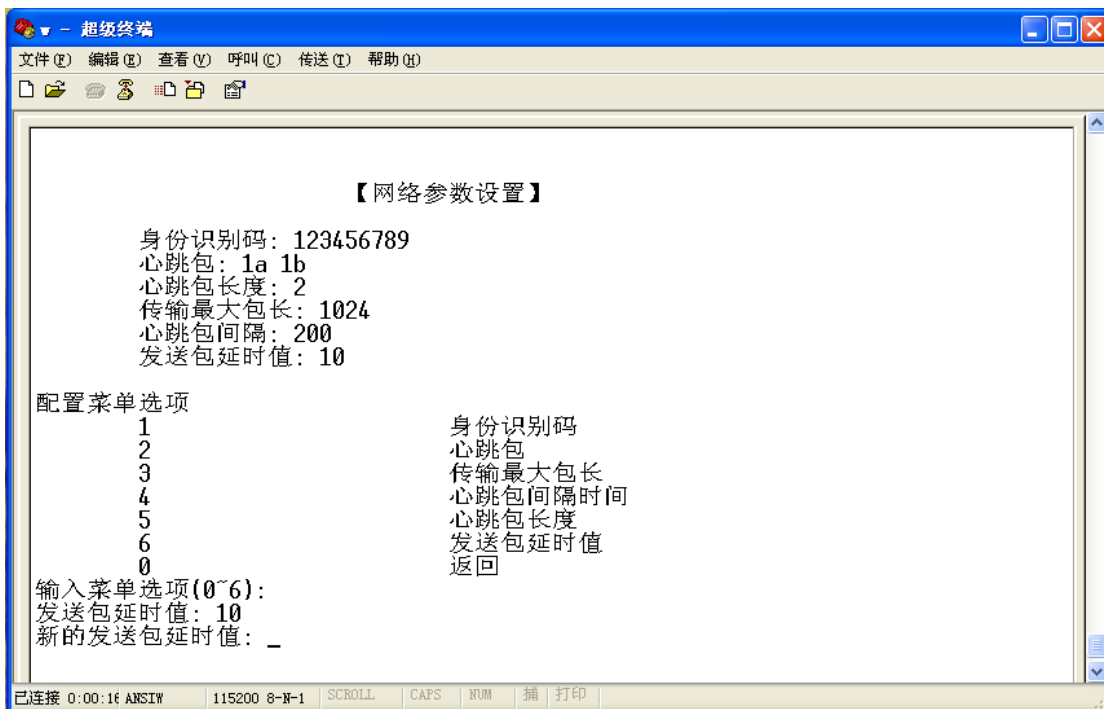 w - 超级终端
文件(F) 编辑(E) 查看(V) 呼叫(C) 传送(T) 帮助(H)
【网络参数设置】
身份识别码: 123456789
心跳包: 1a 1b
心跳包长度: 2
传输最大包长: 1024
心跳包间隔: 200
发送包延时值: 10
配置菜单选项
1 身份识别码
2 心跳包
3 传输最大包长
4 心跳包间隔时间
5 心跳包长度
6 发送包延时值
0 返回
输入菜单选项(0~6):
发送包延时值: 10
新的发送包延时值: _
已连接 0:00:16 ANSIW 115200 8-N-1 SCROLL CAPS NUM 捕 打印